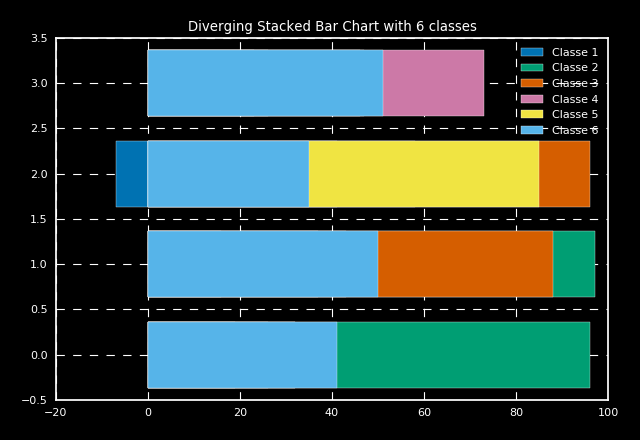 Diverging Stacked Bar Chart with 6 classes
3.5
Classe 1
Classe 2
3.0
Classe 3
Classe 4
Classe 5
2.5
Classe 6
2.0
1.5
1.0
0.5
0.0
−0.5
−20 0 20 40 60 80 100